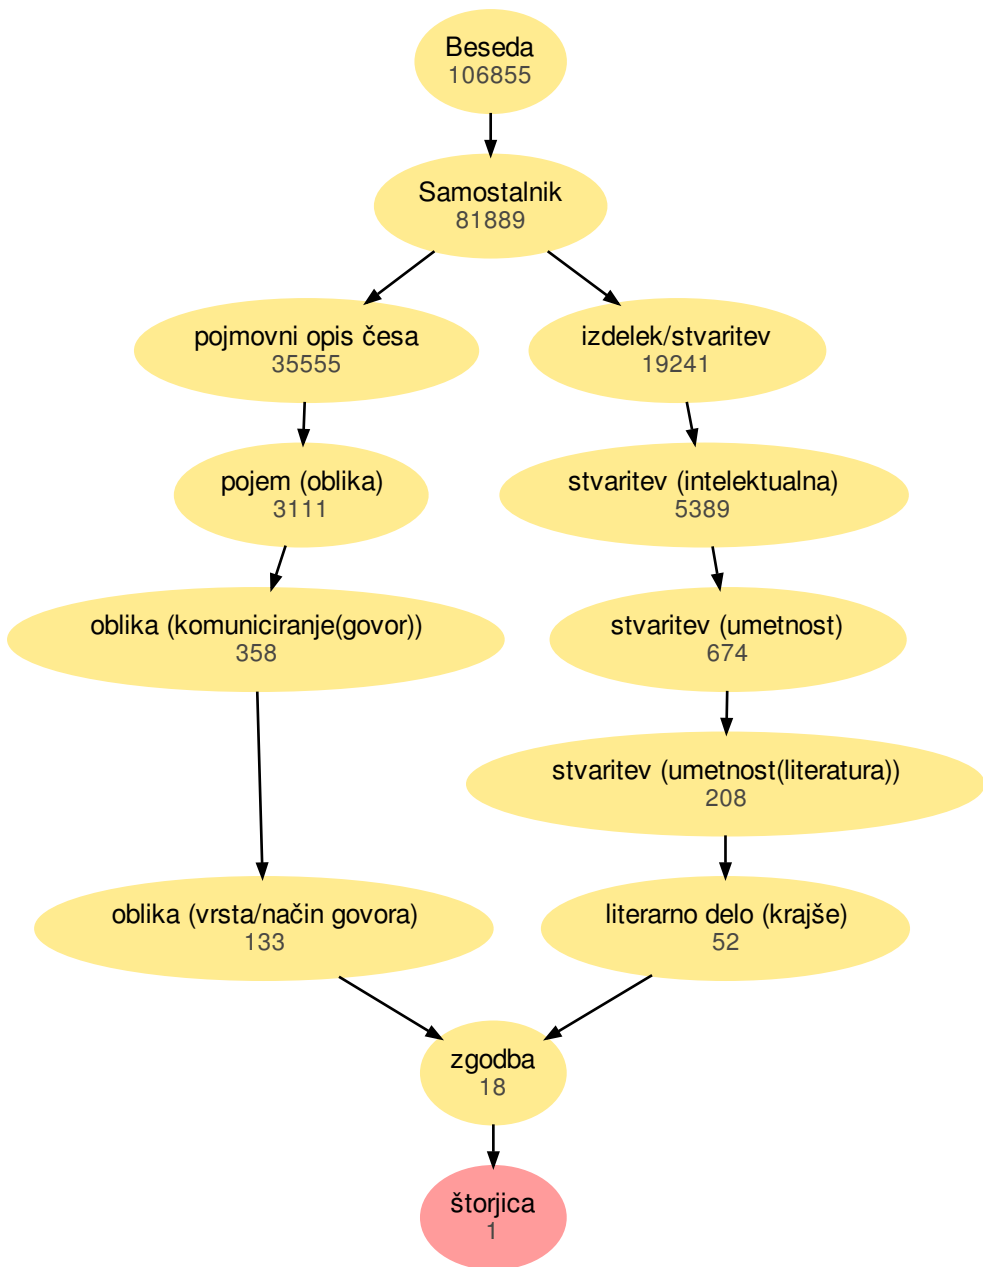 Beseda
106855
Samostalnik
81889
pojmovni opis česa
35555
izdelek/stvaritev
19241
pojem (oblika)
3111
stvaritev (intelektualna)
5389
oblika (komuniciranje(govor))
358
stvaritev (umetnost)
674
stvaritev (umetnost(literatura))
208
oblika (vrsta/način govora)
133
literarno delo (krajše)
52
zgodba
18
štorjica
1